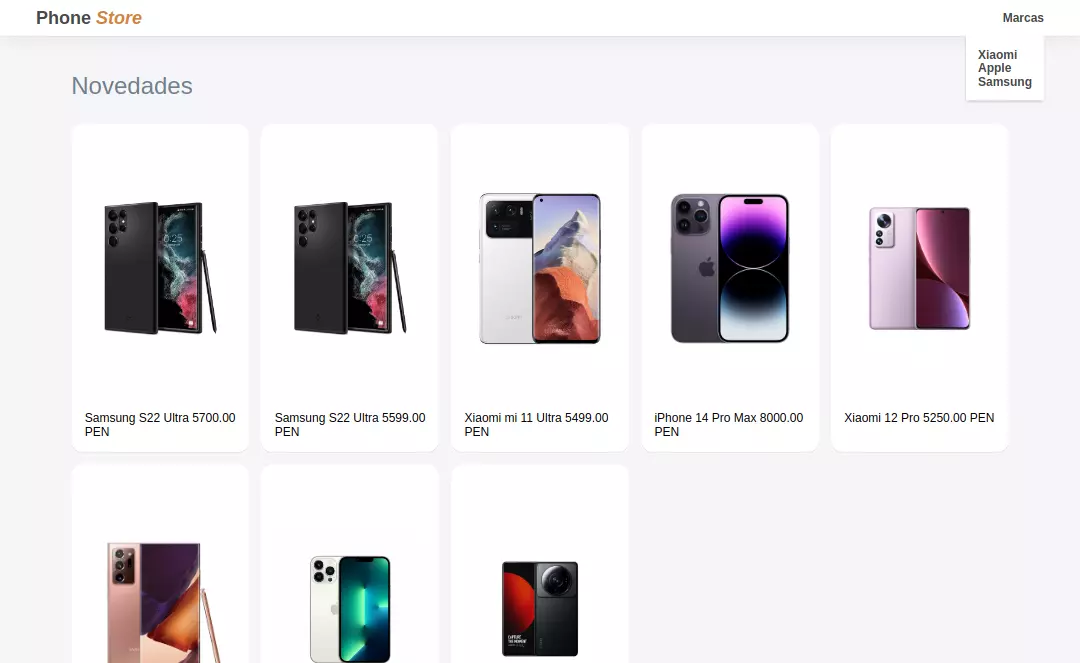 Phone Store
Marcas
Xiaomi
Apple
Samsung
Novedades
Samsung S22 Ultra 5700.00
PEN
Samsung S22 Ultra 5599.00
PEN
Xiaomi mi 11 Ultra 5499.00
PEN
iPhone 14 Pro Max 8000.00
PEN
Xiaomi 12 Pro 5250.00 PEN